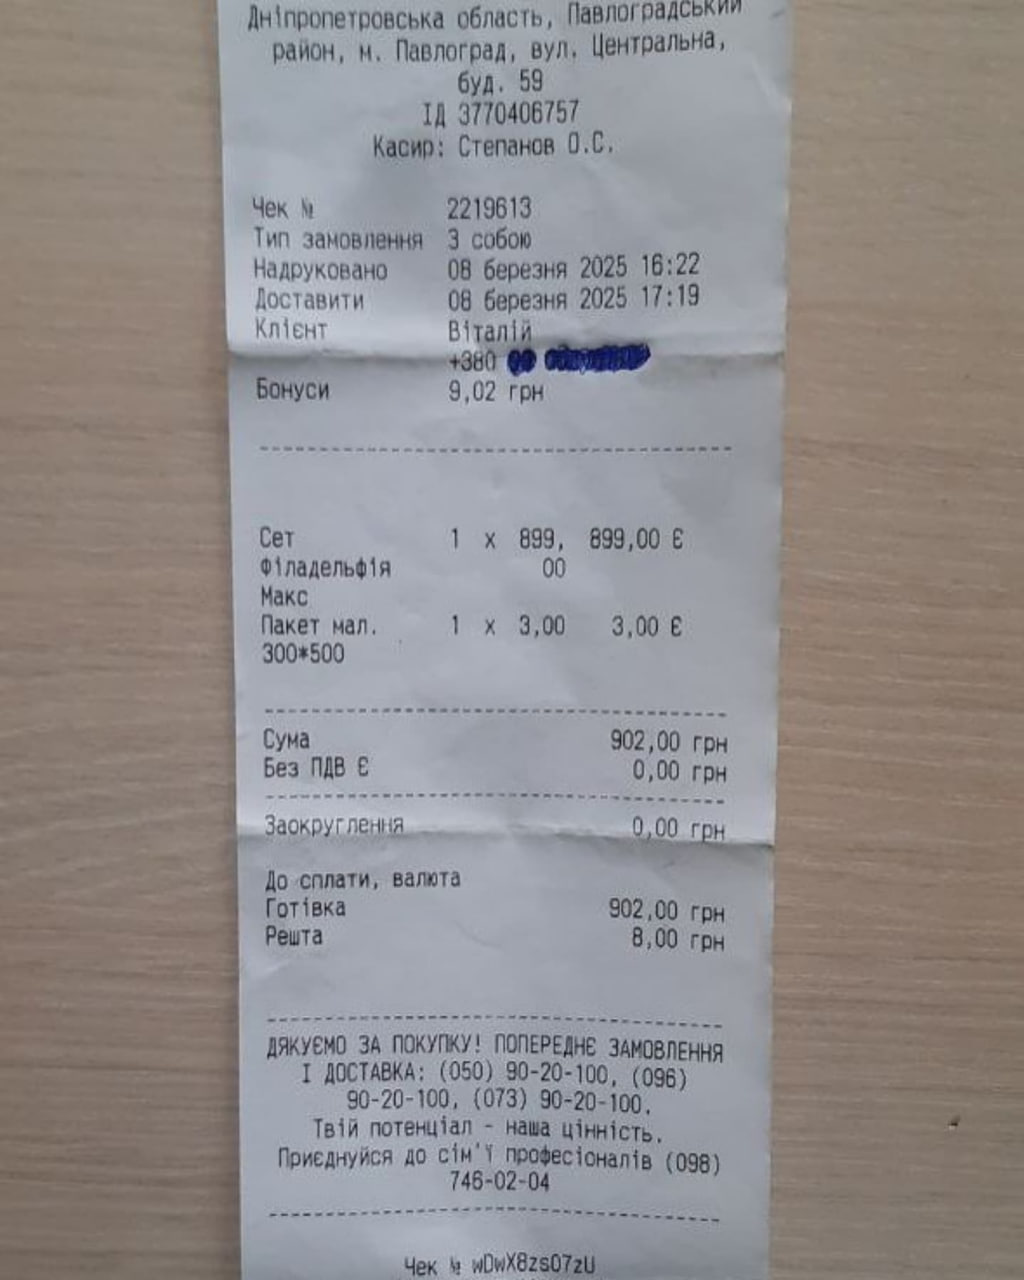 Дніпропетровська область, Павлоградський
район, м. Павлоград, вул. Центральна,
буд. 59
ІД 3770406757
Касир: Степанов О.С.
Чек № 2219613
Тип замовлення З собою
Надруковано 08 березня 2025 16:22
Доставити 08 березня 2025 17:19
Клієнт Віталій
+380
Бонуси 9,02 грн
Сет 1 x 899, 899,00 Є
Філадельфія 00
Макс
Пакет мал. 1 x 3,00 3,00 Є
300*500
Сума 902,00 грн
Без ПДВ Є 0,00 грн
Заокруглення 0,00 грн
До сплати, валюта
Готівка 902,00 грн
Решта 8,00 грн
ДЯКУЄМО ЗА ПОКУПКУ! ПОПЕРЕДНЄ ЗАМОВЛЕННЯ
І ДОСТАВКА: (050) 90-20-100, (096)
90-20-100, (073) 90-20-100.
Твій потенціал - наша цінність.
Приєднуйся до сім'ї професіоналів (098)
746-02-04
Чек № wDwX8zsO7zU